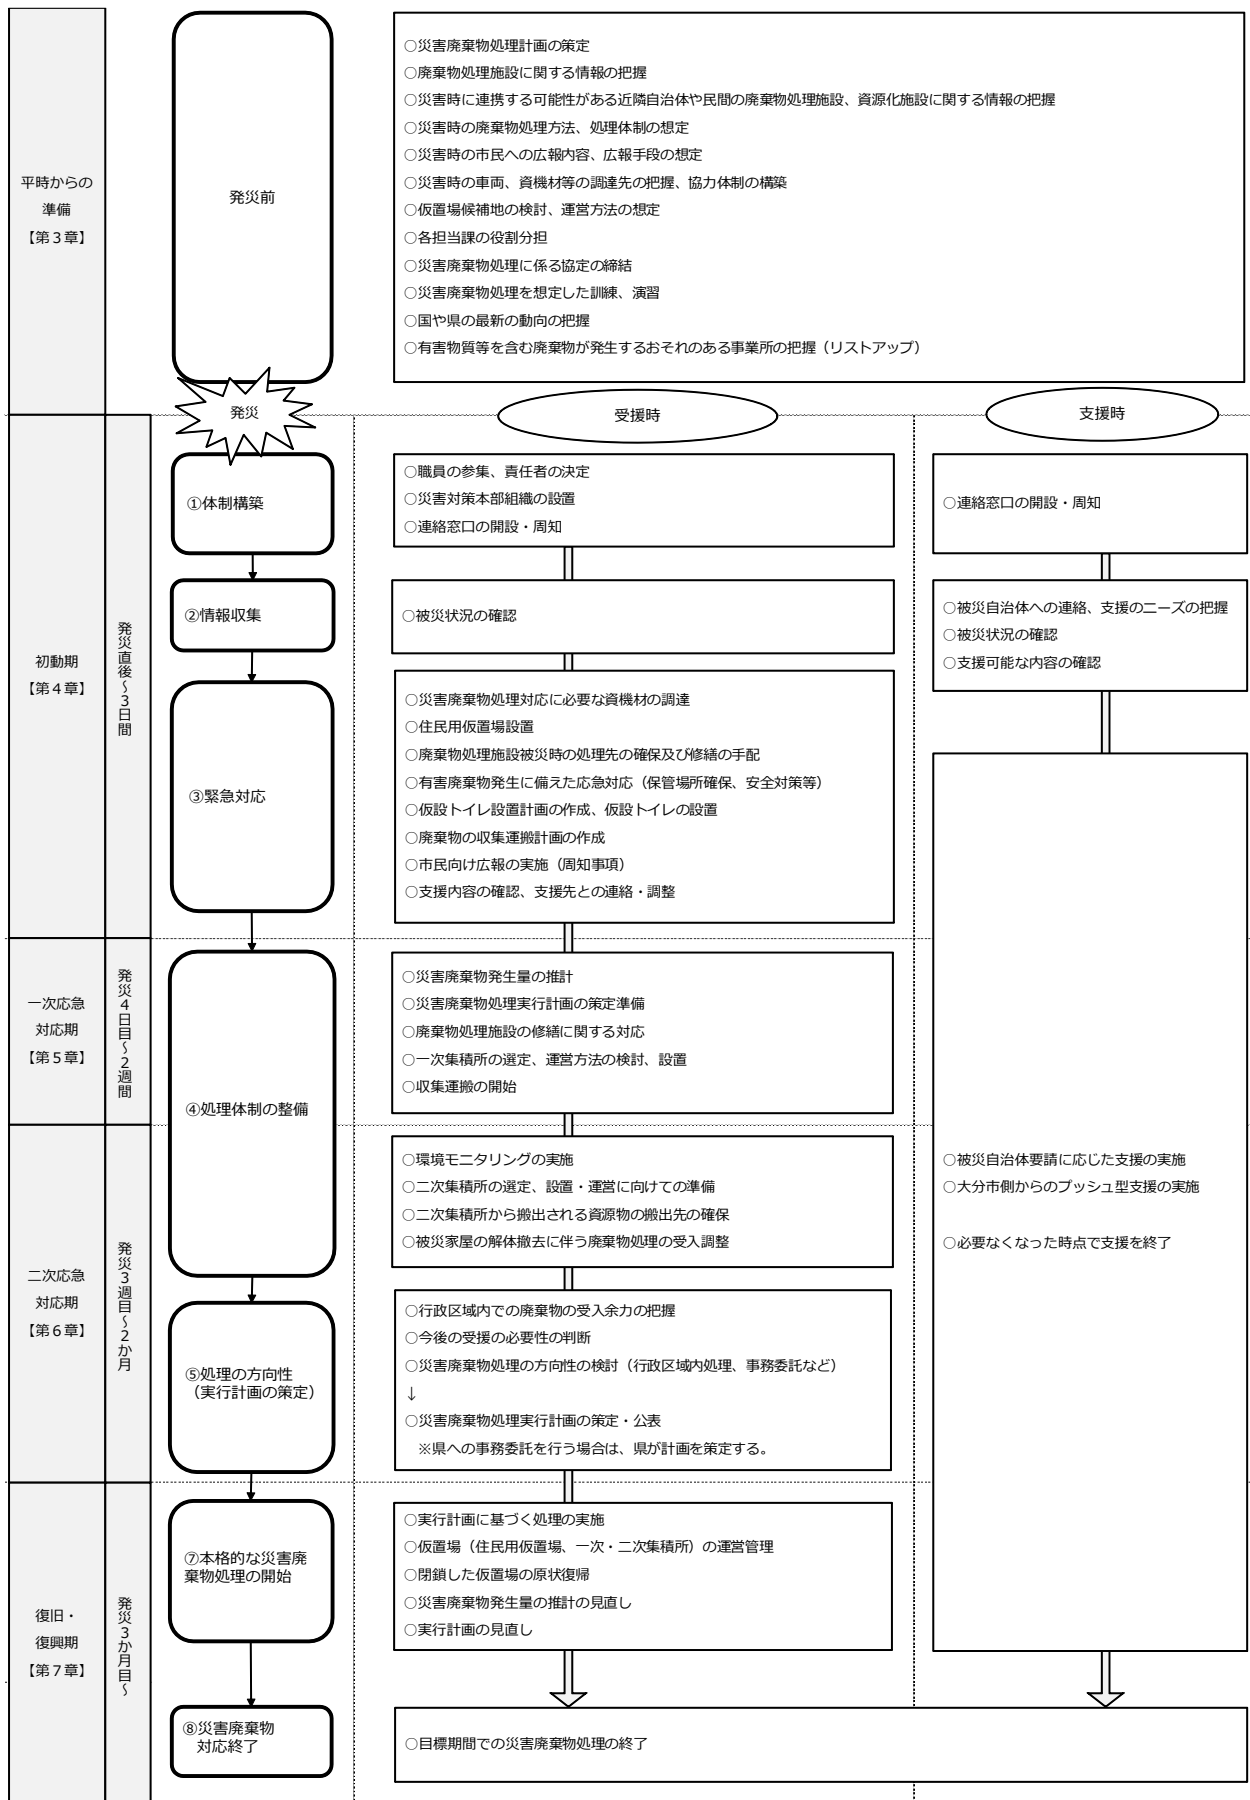 平時からの
準備
【第３章】
発災前
○災害廃棄物処理計画の策定
○廃棄物処理施設に関する情報の把握
○災害時に連携する可能性がある近隣自治体や民間の廃棄物処理施設、資源化施設に関する情報の把握
○災害時の廃棄物処理方法、処理体制の想定
○災害時の市民への広報内容、広報手段の想定
○災害時の車両、資機材等の調達先の把握、協力体制の構築
○仮置場候補地の検討、運営方法の想定
○各担当課の役割分担
○災害廃棄物処理に係る協定の締結
○災害廃棄物処理を想定した訓練、演習
○国や県の最新の動向の把握
○有害物質等を含む廃棄物が発生するおそれのある事業所の把握（リストアップ）
発災
受援時
支援時
初動期
【第４章】
発災直後～３日間
①体制構築
○職員の参集、責任者の決定
○災害対策本部組織の設置
○連絡窓口の開設・周知
○連絡窓口の開設・周知
②情報収集
○被災状況の確認
○被災自治体への連絡、支援のニーズの把握
○被災状況の確認
○支援可能な内容の確認
③緊急対応
○災害廃棄物処理対応に必要な資機材の調達
○住民用仮置場設置
○廃棄物処理施設被災時の処理先の確保及び修繕の手配
○有害廃棄物発生に備えた応急対応（保管場所確保、安全対策等）
○仮設トイレ設置計画の作成、仮設トイレの設置
○廃棄物の収集運搬計画の作成
○市民向け広報の実施（周知事項）
○支援内容の確認、支援先との連絡・調整
一次応急
対応期
【第５章】
発災４日目～２週間
④処理体制の整備
○災害廃棄物発生量の推計
○災害廃棄物処理実行計画の策定準備
○廃棄物処理施設の修繕に関する対応
○一次集積所の選定、運営方法の検討、設置
○収集運搬の開始
二次応急
対応期
【第６章】
発災３週目～２か月
○環境モニタリングの実施
○二次集積所の選定、設置・運営に向けての準備
○二次集積所から搬出される資源物の搬出先の確保
○被災家屋の解体撤去に伴う廃棄物処理の受入調整
○被災自治体要請に応じた支援の実施
○大分市側からのプッシュ型支援の実施
○必要なくなった時点で支援を終了
⑤処理の方向性
（実行計画の策定）
○行政区域内での廃棄物の受入余力の把握
○今後の受援の必要性の判断
○災害廃棄物処理の方向性の検討（行政区域内処理、事務委託など）
↓
○災害廃棄物処理実行計画の策定・公表
※県への事務委託を行う場合は、県が計画を策定する。
復旧・
復興期
【第７章】
発災３か月目～
⑦本格的な災害廃
棄物処理の開始
○実行計画に基づく処理の実施
○仮置場（住民用仮置場、一次・二次集積所）の運営管理
○閉鎖した仮置場の原状復帰
○災害廃棄物発生量の推計の見直し
○実行計画の見直し
⑧災害廃棄物
対応終了
○目標期間での災害廃棄物処理の終了